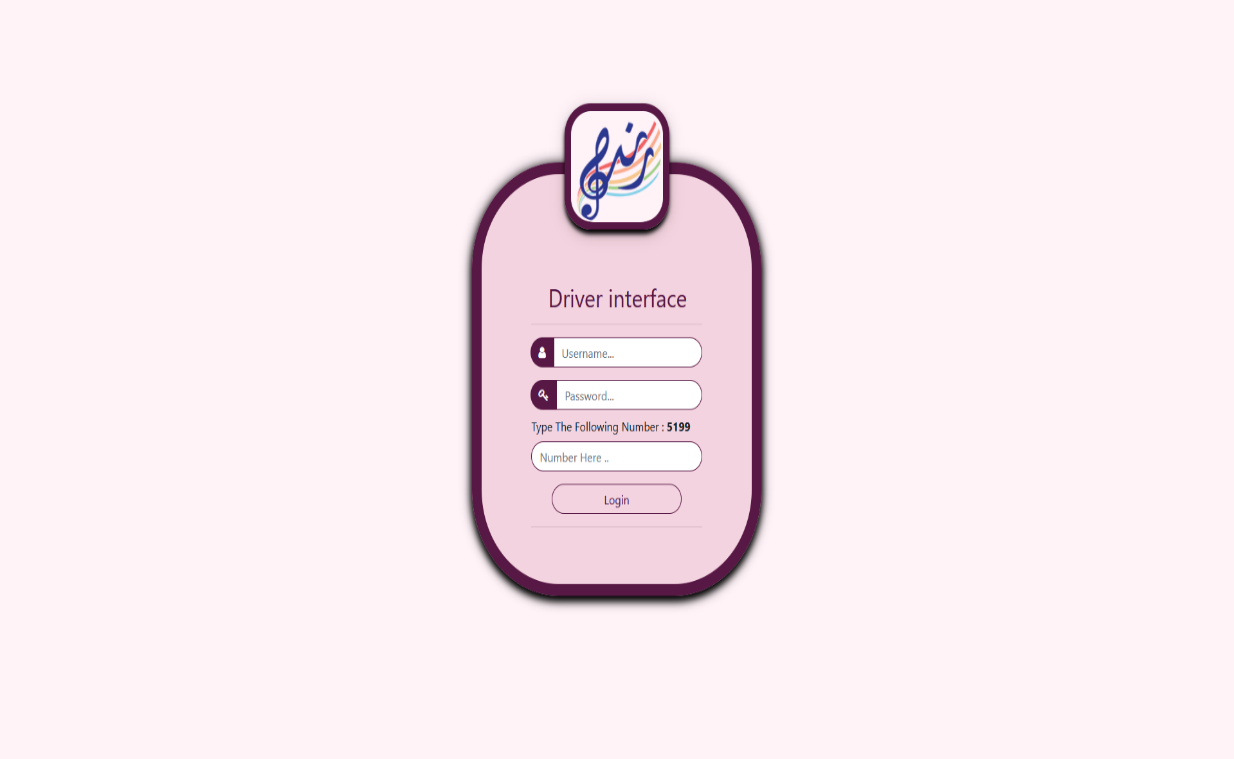 Driver interface
Username...
Password...
Type The Following Number : 5199
Number Here ..
Login